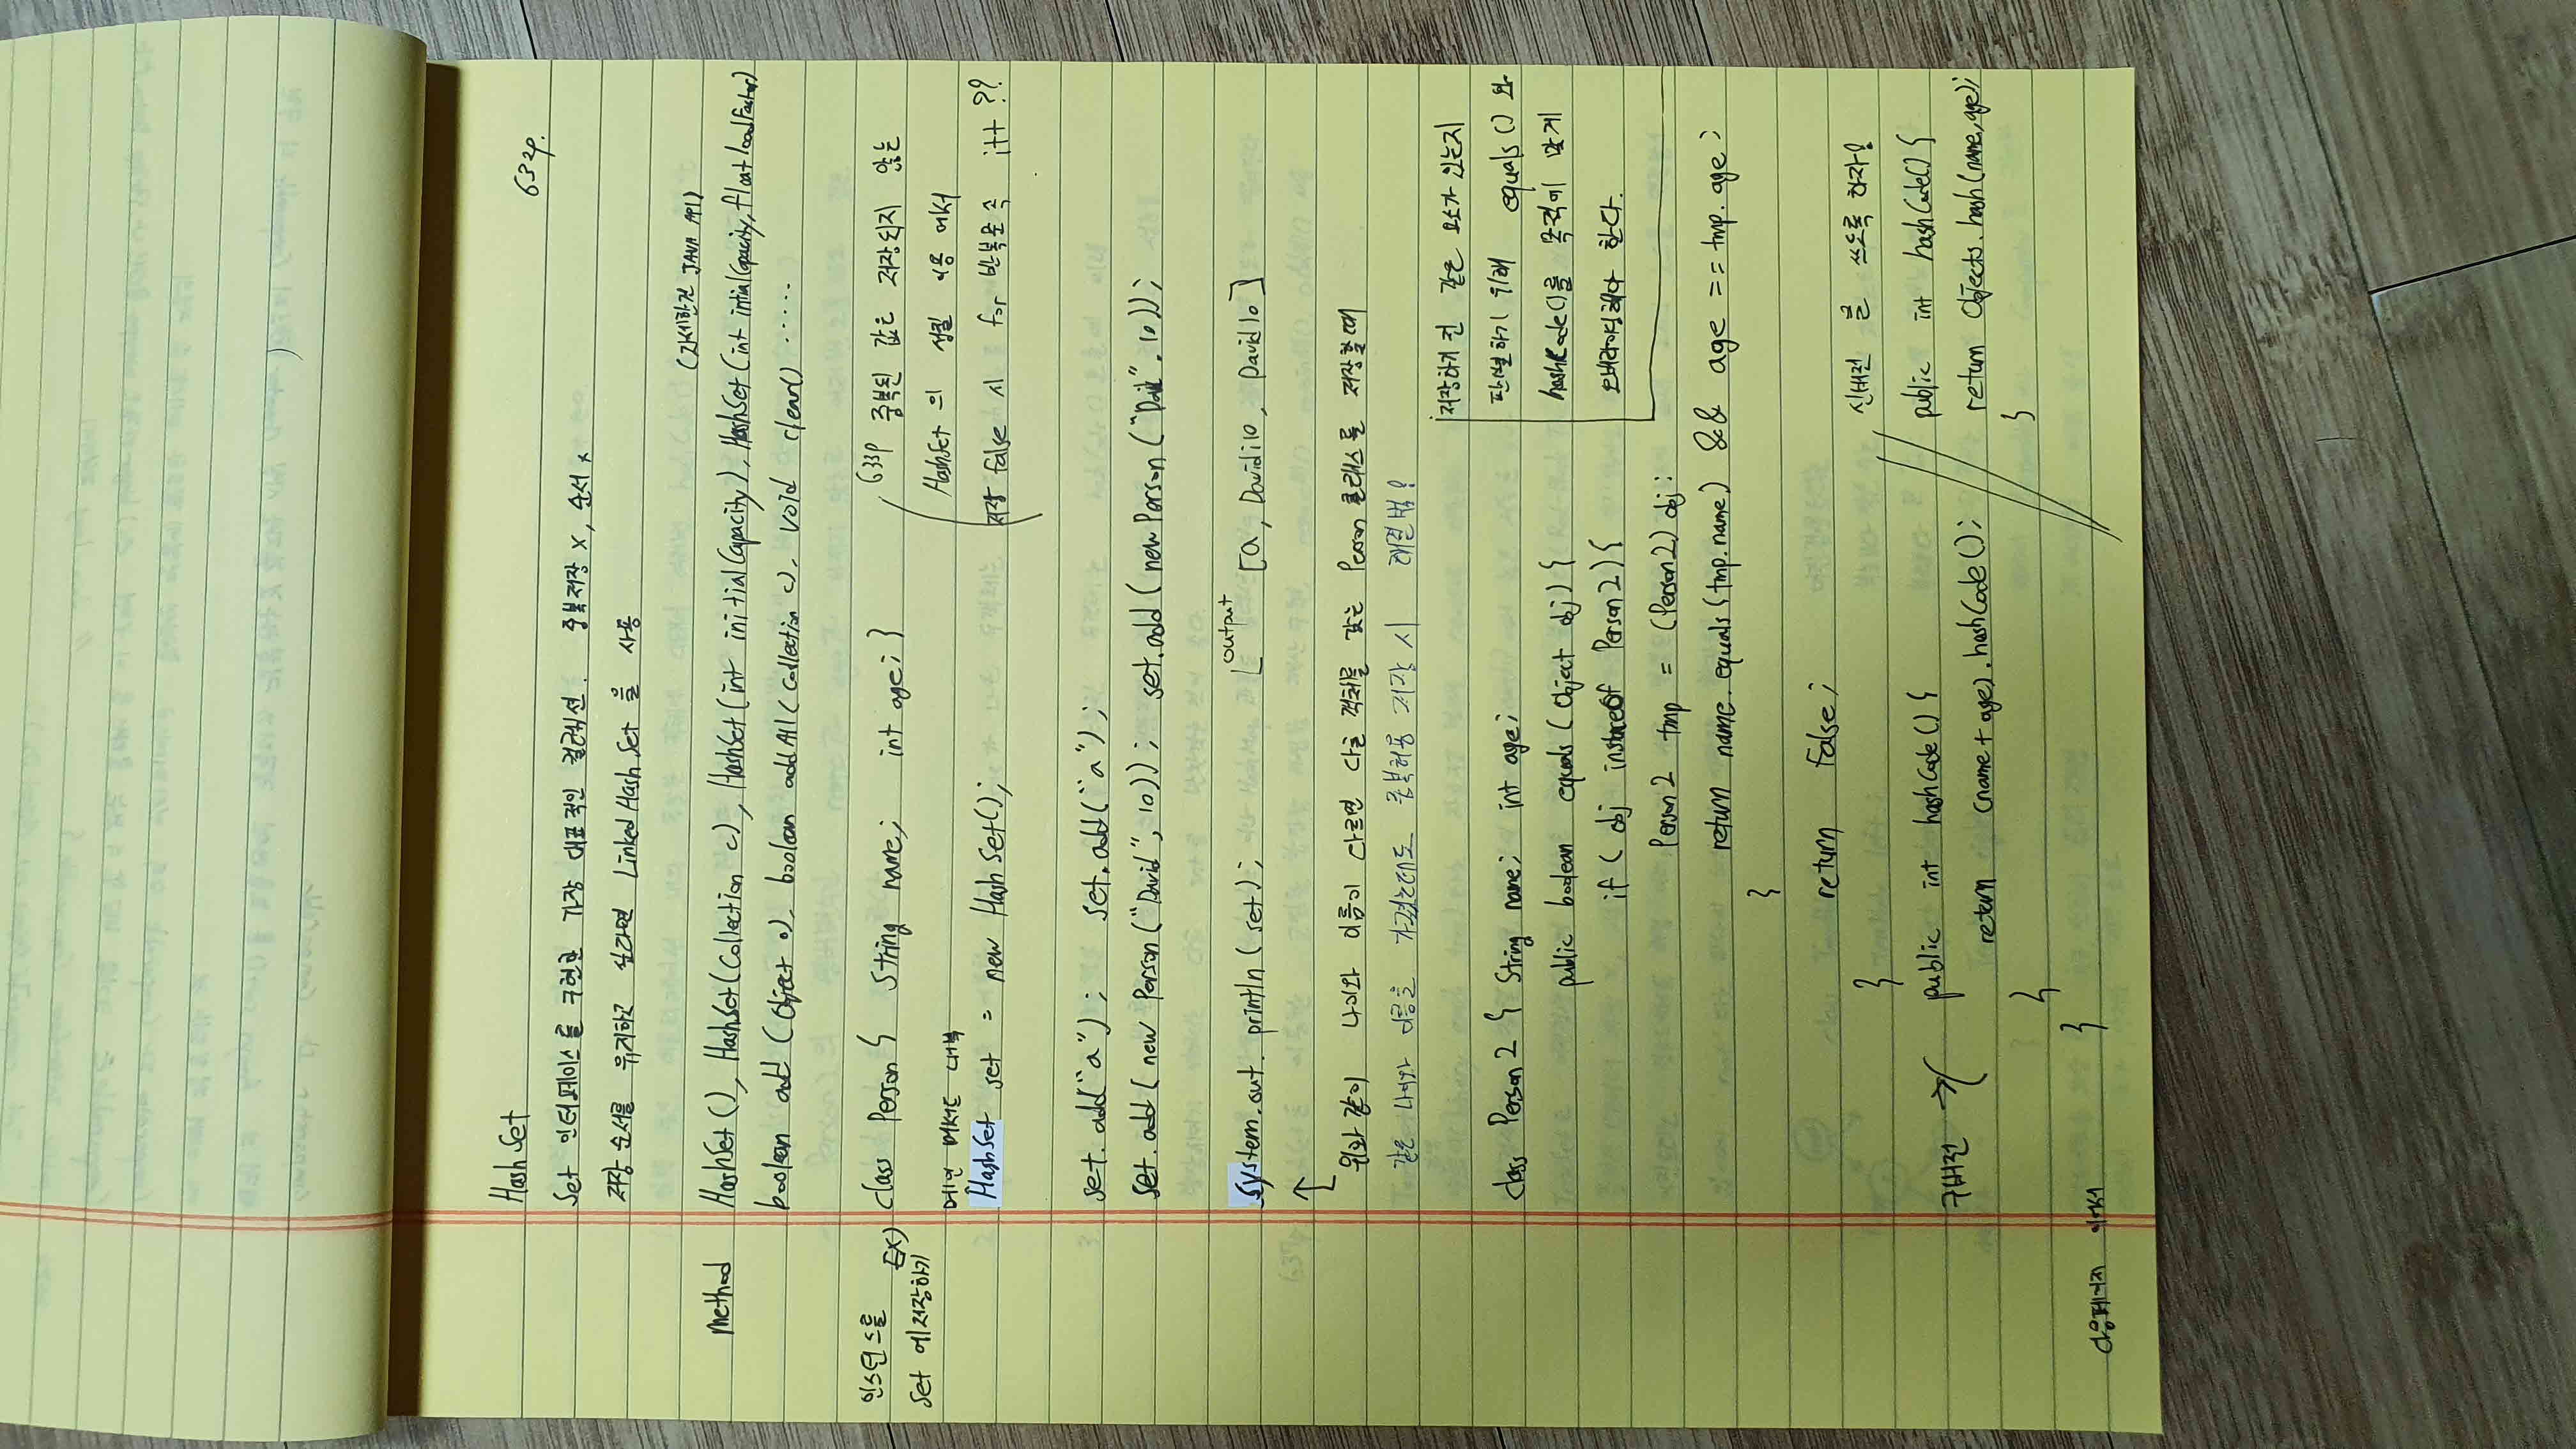 Hash Set
632p.
Set 인터페이스를 구현한 가장 대표적인 컬렉션. 중복저장 x, 순서 x
저장 순서를 유지하고 싶다면 Linked Hash Set 을 사용
(자세한건 JAVA API)
method HashSet(), HashSet(Collection c), HashSet(int initialCapacity), HashSet(int intialCapacity, float loadFactor)
boolean add (Object o), boolean addAll(Collection c), void clear() ·····
인스턴스를
Set 에 저장하기
EX) class Person { String name; int age; }
633p 중복된 값은 저장되지 않는
HashSet 의 성질 이용 에서
저장 false 시 for 반복문 속 i++ ??
메인 메서드 내부
HashSet set = new Hash Set();
set. add("a"); set.add("a");
set. add (new Person ("David", 10)); set.add (new Person ("David", 10));
System.out. println (set);
output [a, David:10, David10]
위와 같이 나이와 이름이 다르면 다른 객체를 갖는 Person 클래스를 저장할 때
같은 나이와 이름을 가졌는데도 중복허용 저장 시 해결법!
저장하기 전 같은 요소가 있는지
판별하기 위해 equals() 와
hashCode()를 목적에 맞게
오버라이딩해야 한다.
class Person 2 { String name; int age;
public boolean equals (Object obj) {
if ( obj instanceOf Person 2) {
Person 2 tmp = (Person2) obj:
return name. equals (tmp. name) && age == tmp. age;
}
return false;
}
구버전 → ( public int hashCode() {
return (name + age).hashCode();
}
}
신버전 을 쓰도록 하자!
public int hashCode() {
return Objects. hash(name, age);
}
다음페이지 이어서